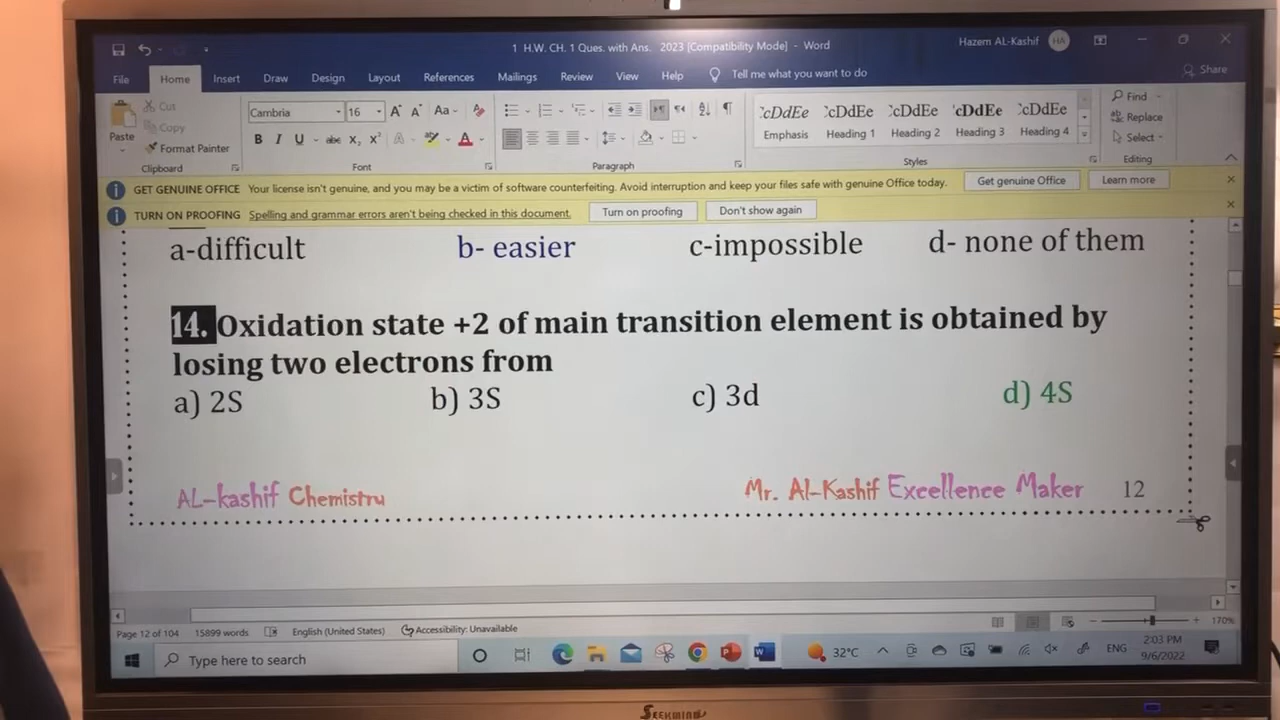 1 H.W. CH. 1 Ques. with Ans. 2023 [Compatibility Mode] - Word
Hazem AL-Kashif HA
File Home Insert Draw Design Layout References Mailings Review View Help Tell me what you want to do Share
Cut
Copy
Paste
Format Painter
Cambria 16
Clipboard Font Paragraph Styles Editing
Emphasis Heading 1 Heading 2 Heading 3 Heading 4
Find
Replace
Select
GET GENUINE OFFICE Your license isn't genuine, and you may be a victim of software counterfeiting. Avoid interruption and keep your files safe with genuine Office today. Get genuine Office Learn more
TURN ON PROOFING Spelling and grammar errors aren't being checked in this document. Turn on proofing Don't show again
a-difficult b- easier c-impossible d- none of them
14. Oxidation state +2 of main transition element is obtained by
losing two electrons from
a) 2S b) 3S c) 3d d) 4S
AL-kashif Chemistru Mr. Al-Kashif Excellence Maker 12
Page 12 of 104 15899 words English (United States) Accessibility: Unavailable 170%
Type here to search 32°C ENG 2:03 PM
9/6/2022
SEEKMIND